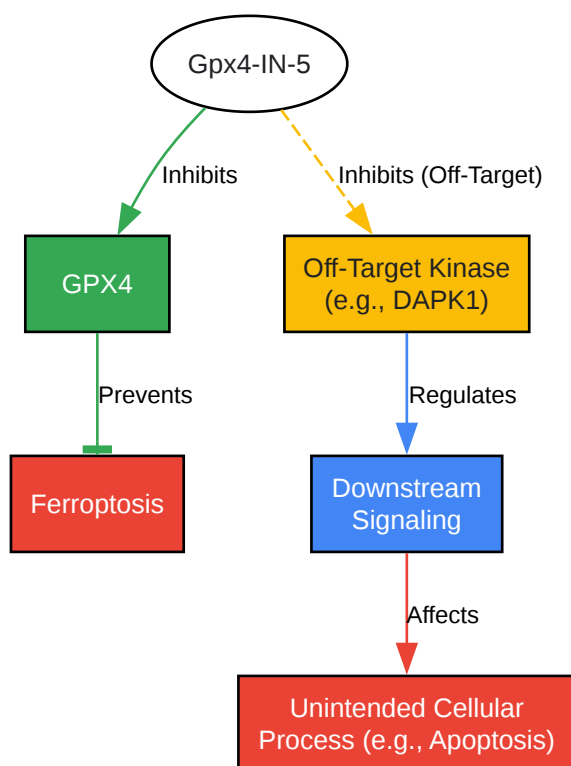 Gpx4-IN-5
Inhibits
Inhibits (Off-Target)
GPX4
Off-Target Kinase
(e.g., DAPK1)
Prevents
Regulates
Ferroptosis
Downstream
Signaling
Affects
Unintended Cellular
Process (e.g., Apoptosis)